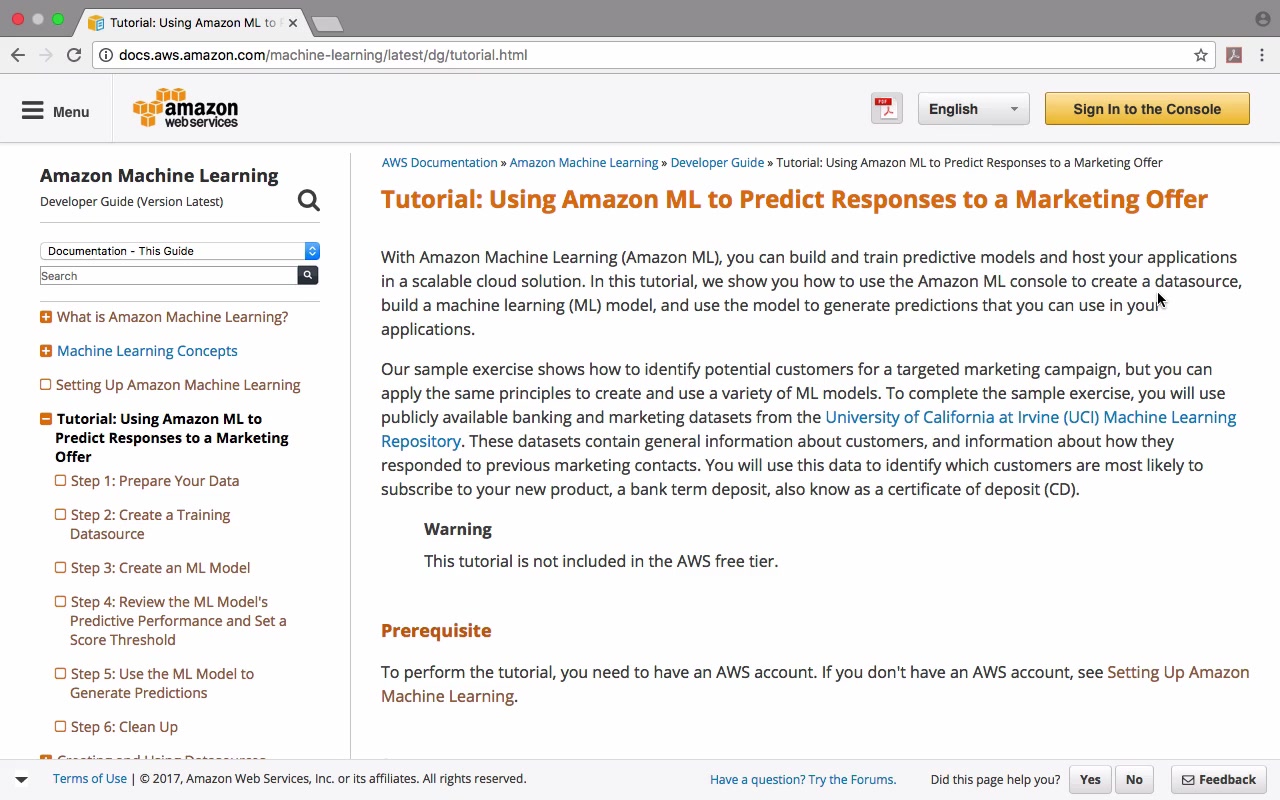 Tutorial: Using Amazon ML to
docs.aws.amazon.com/machine-learning/latest/dg/tutorial.html
Menu
amazon
web services
PDF
English
Sign In to the Console
Amazon Machine Learning
Developer Guide (Version Latest)
Documentation - This Guide
Search
What is Amazon Machine Learning?
Machine Learning Concepts
Setting Up Amazon Machine Learning
Tutorial: Using Amazon ML to
Predict Responses to a Marketing
Offer
Step 1: Prepare Your Data
Step 2: Create a Training
Datasource
Step 3: Create an ML Model
Step 4: Review the ML Model's
Predictive Performance and Set a
Score Threshold
Step 5: Use the ML Model to
Generate Predictions
Step 6: Clean Up
Creating and Using Datasources
AWS Documentation » Amazon Machine Learning » Developer Guide » Tutorial: Using Amazon ML to Predict Responses to a Marketing Offer
Tutorial: Using Amazon ML to Predict Responses to a Marketing Offer
With Amazon Machine Learning (Amazon ML), you can build and train predictive models and host your applications
in a scalable cloud solution. In this tutorial, we show you how to use the Amazon ML console to create a datasource,
build a machine learning (ML) model, and use the model to generate predictions that you can use in your
applications.
Our sample exercise shows how to identify potential customers for a targeted marketing campaign, but you can
apply the same principles to create and use a variety of ML models. To complete the sample exercise, you will use
publicly available banking and marketing datasets from the University of California at Irvine (UCI) Machine Learning
Repository. These datasets contain general information about customers, and information about how they
responded to previous marketing contacts. You will use this data to identify which customers are most likely to
subscribe to your new product, a bank term deposit, also know as a certificate of deposit (CD).
Warning
This tutorial is not included in the AWS free tier.
Prerequisite
To perform the tutorial, you need to have an AWS account. If you don't have an AWS account, see Setting Up Amazon
Machine Learning.
Terms of Use | © 2017, Amazon Web Services, Inc. or its affiliates. All rights reserved.
Have a question? Try the Forums.
Did this page help you?
Yes
No
Feedback